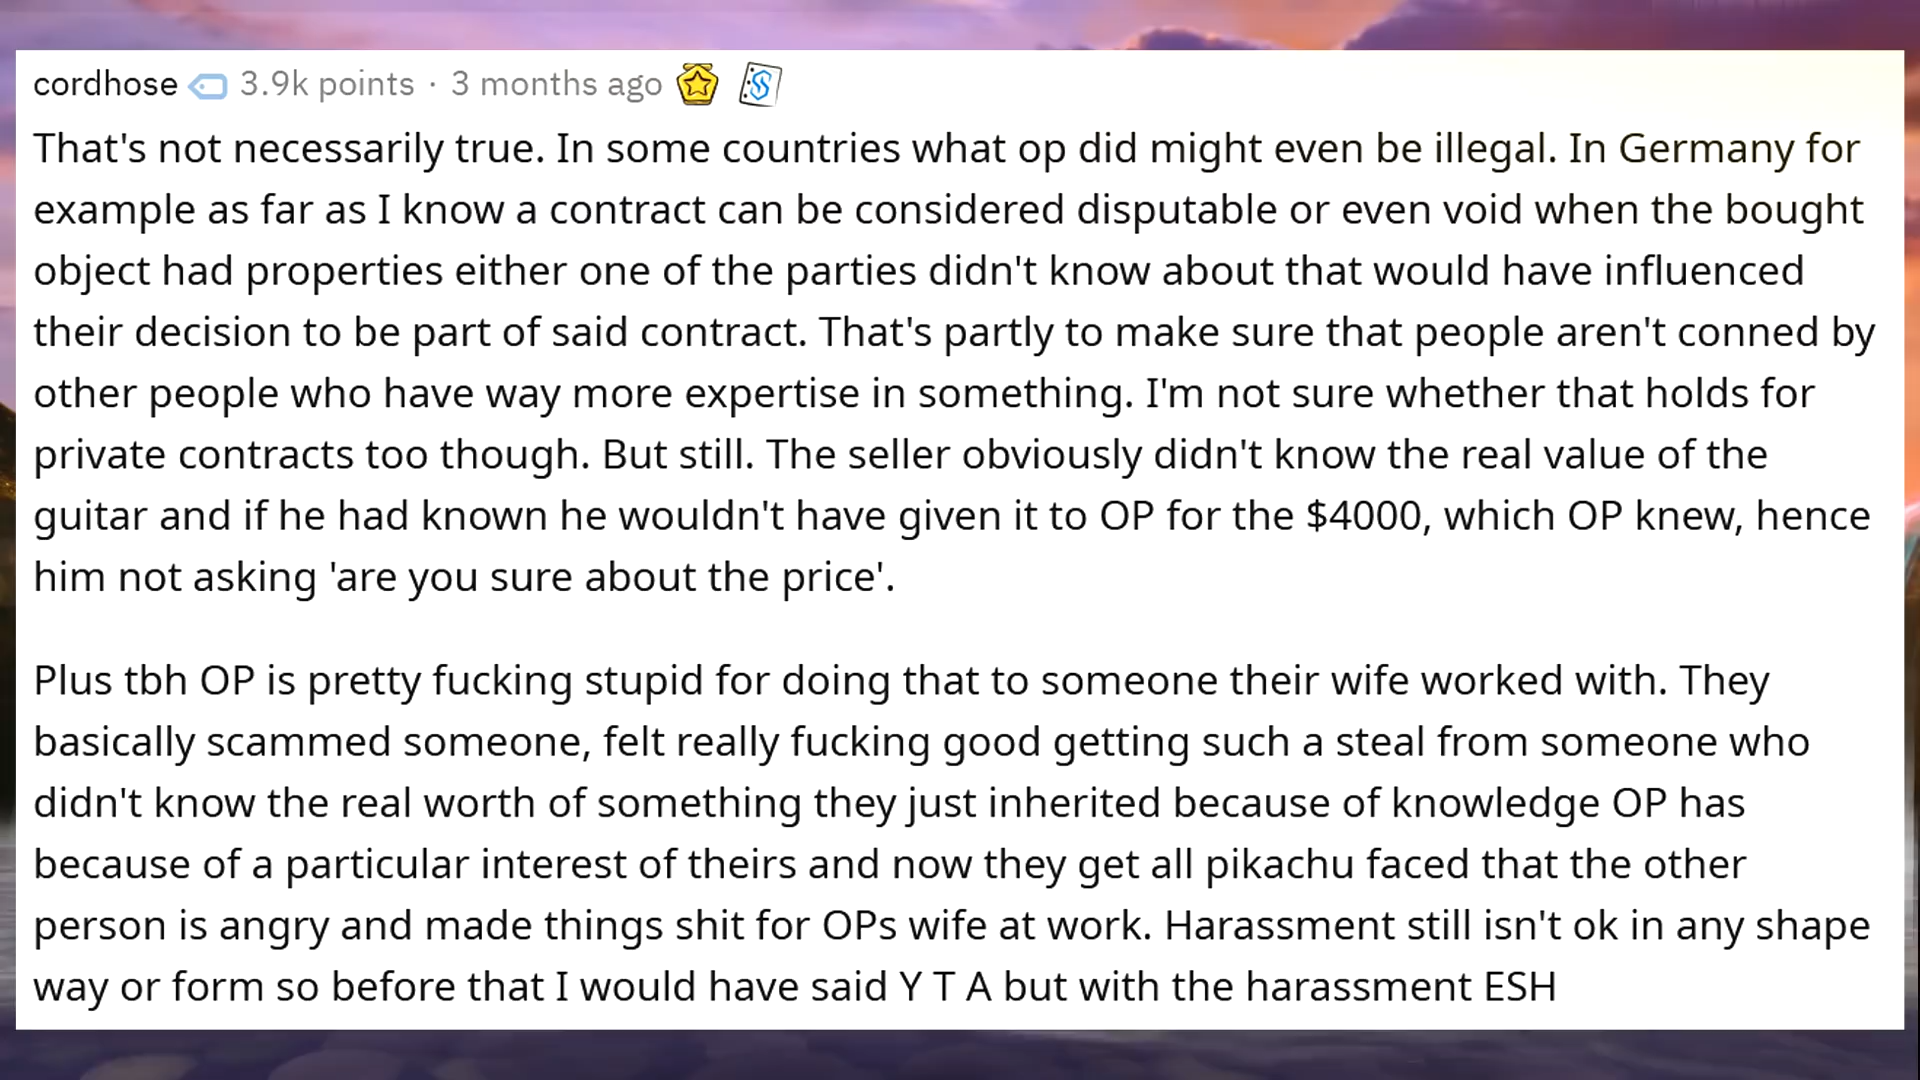 cordhose 3.9k points · 3 months ago
That's not necessarily true. In some countries what op did might even be illegal. In Germany for
example as far as I know a contract can be considered disputable or even void when the bought
object had properties either one of the parties didn't know about that would have influenced
their decision to be part of said contract. That's partly to make sure that people aren't conned by
other people who have way more expertise in something. I'm not sure whether that holds for
private contracts too though. But still. The seller obviously didn't know the real value of the
guitar and if he had known he wouldn't have given it to OP for the $4000, which OP knew, hence
him not asking 'are you sure about the price'.
Plus tbh OP is pretty fucking stupid for doing that to someone their wife worked with. They
basically scammed someone, felt really fucking good getting such a steal from someone who
didn't know the real worth of something they just inherited because of knowledge OP has
because of a particular interest of theirs and now they get all pikachu faced that the other
person is angry and made things shit for OPs wife at work. Harassment still isn't ok in any shape
way or form so before that I would have said Y T A but with the harassment ESH